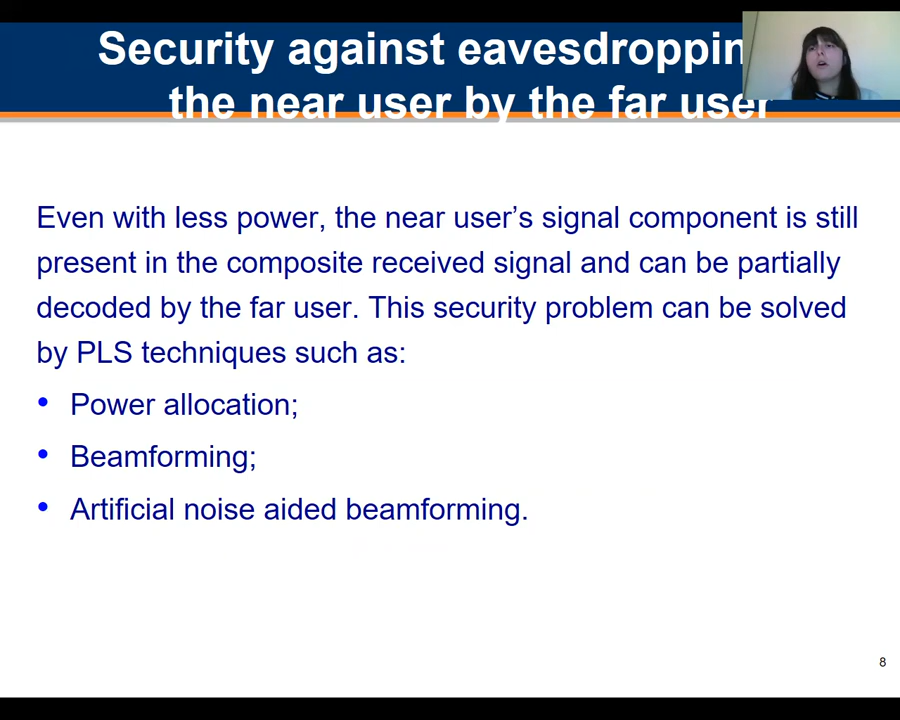 Security against eavesdroppin
the near user by the far user
Even with less power, the near user’s signal component is still
present in the composite received signal and can be partially
decoded by the far user. This security problem can be solved
by PLS techniques such as:
• Power allocation;
• Beamforming;
• Artificial noise aided beamforming.
8